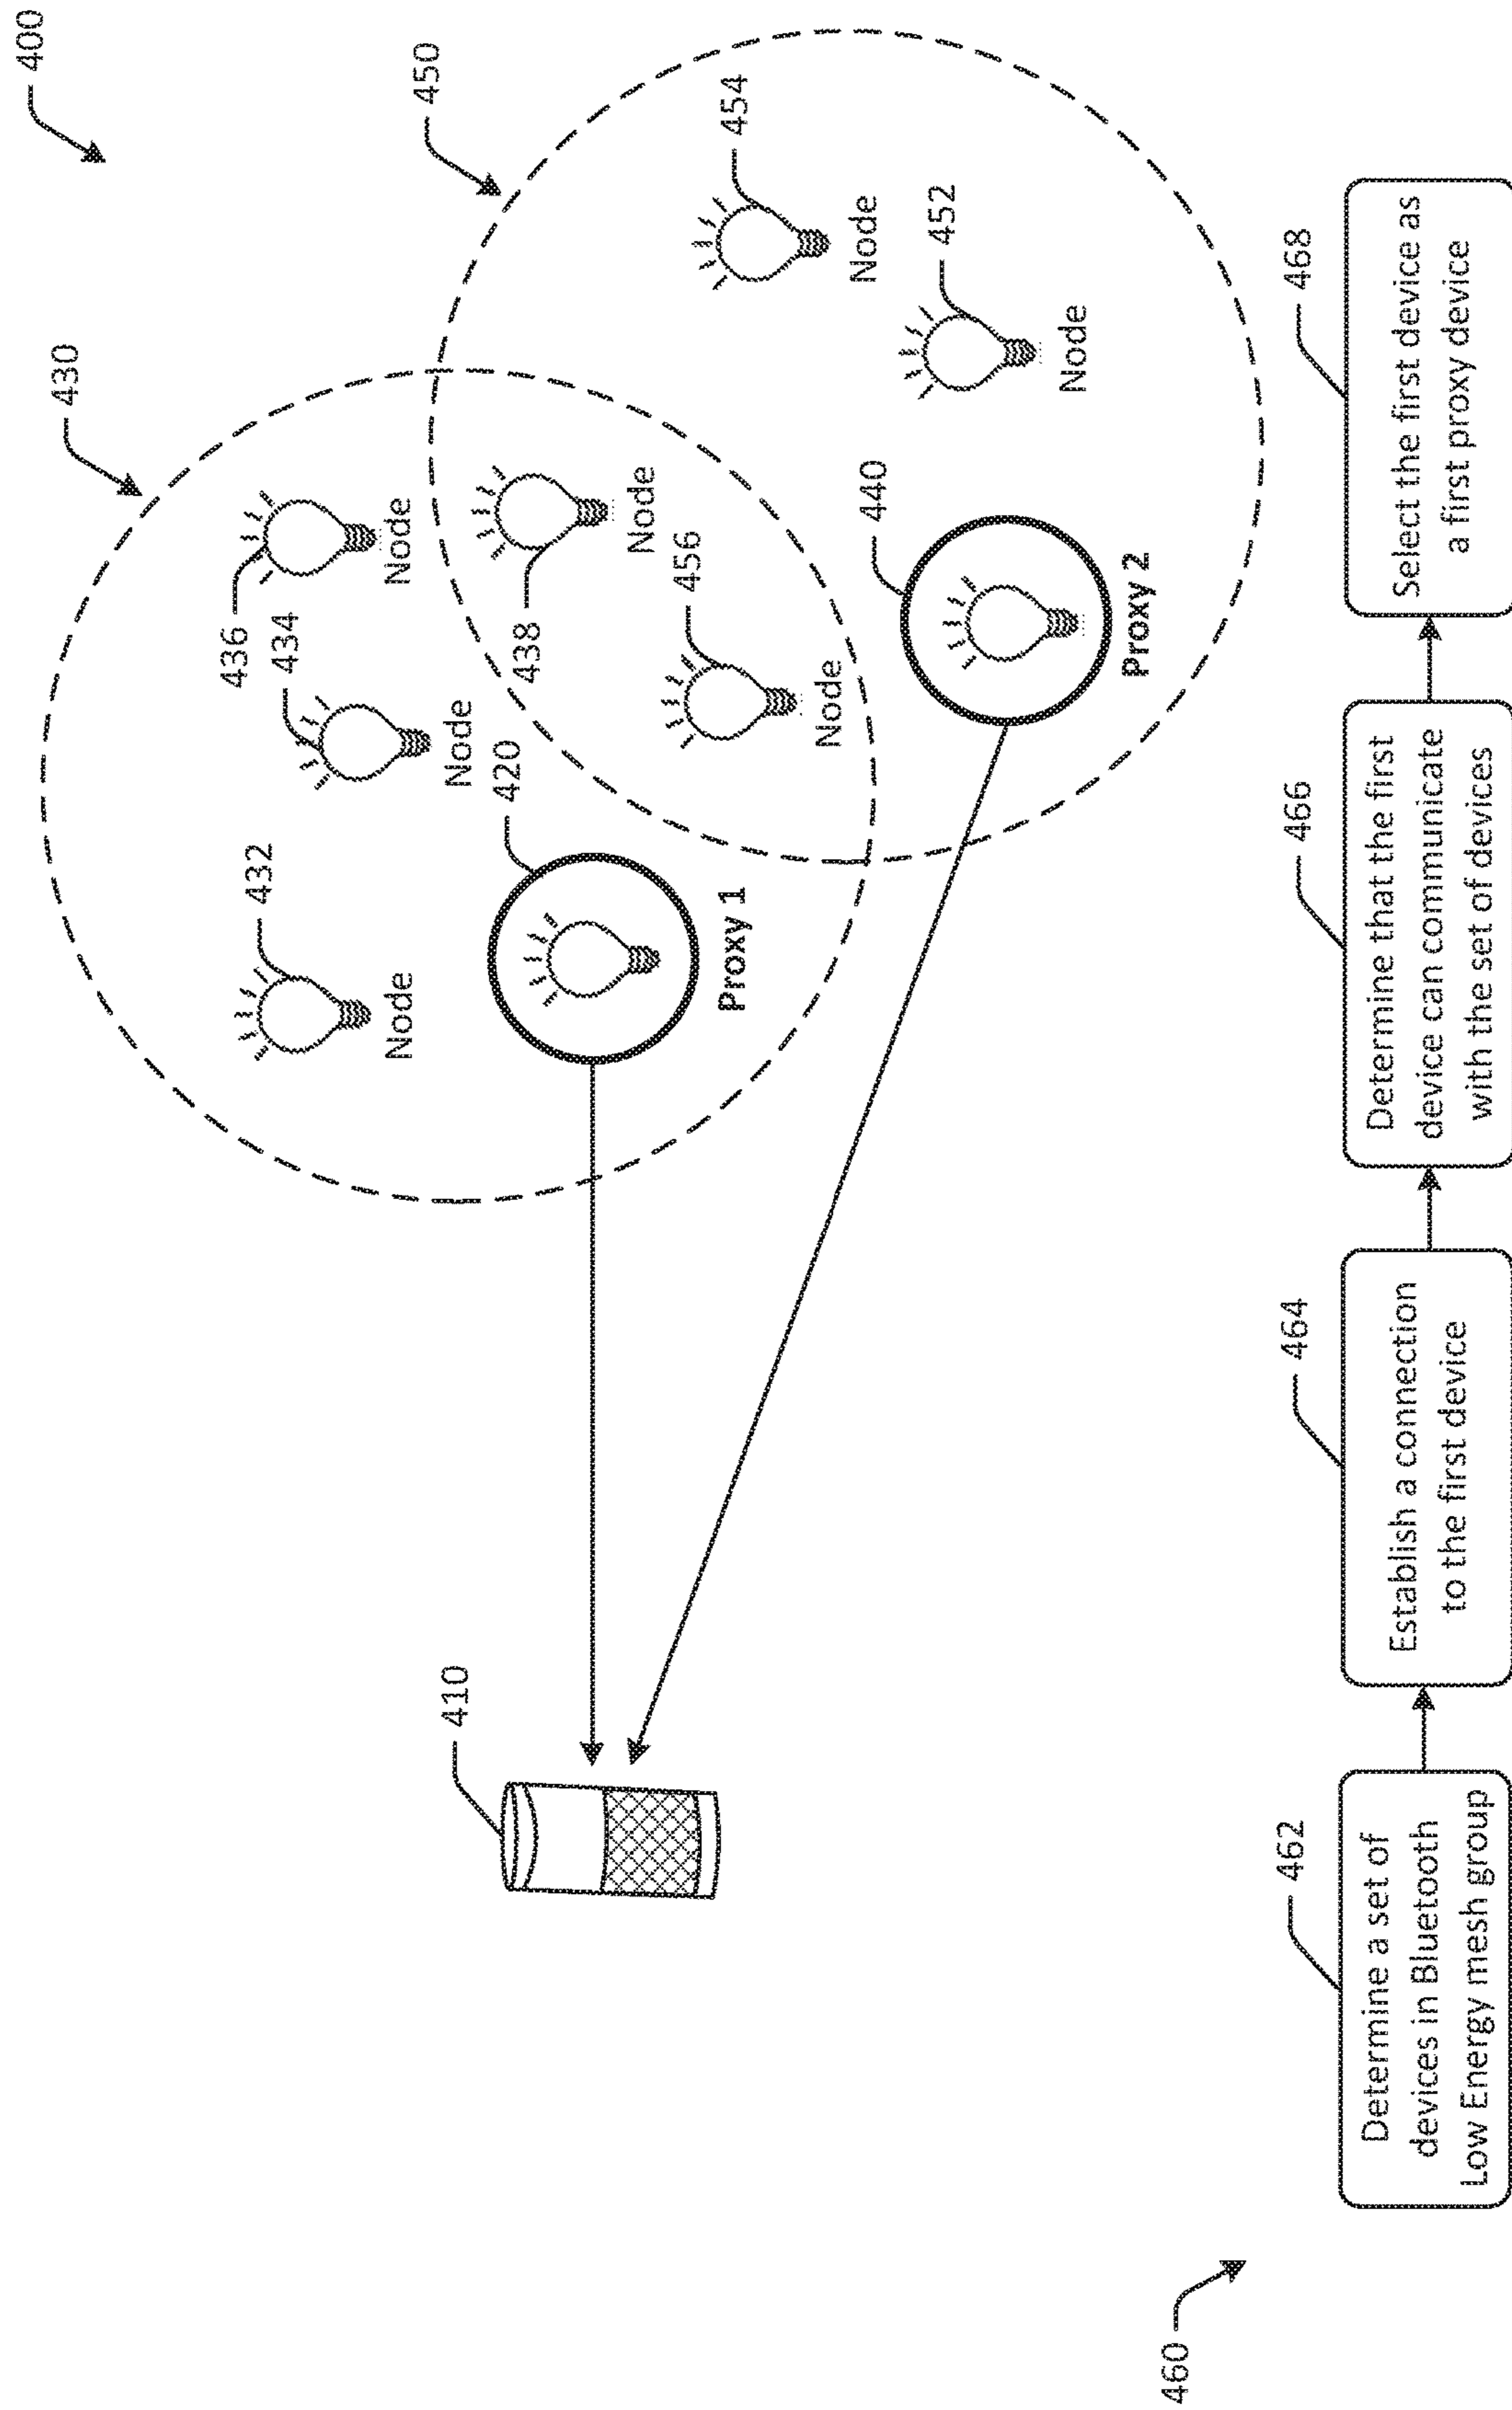 400
430
450
436
434
432
Node
Node
Node
454
Node
438
Node
452
Node
420
Proxy 1
456
Node
440
Proxy 2
410
460
462
Determine a set of
devices in Bluetooth
Low Energy mesh group
464
Establish a connection
to the first device
466
Determine that the first
device can communicate
with the set of devices
468
Select the first device as
a first proxy device